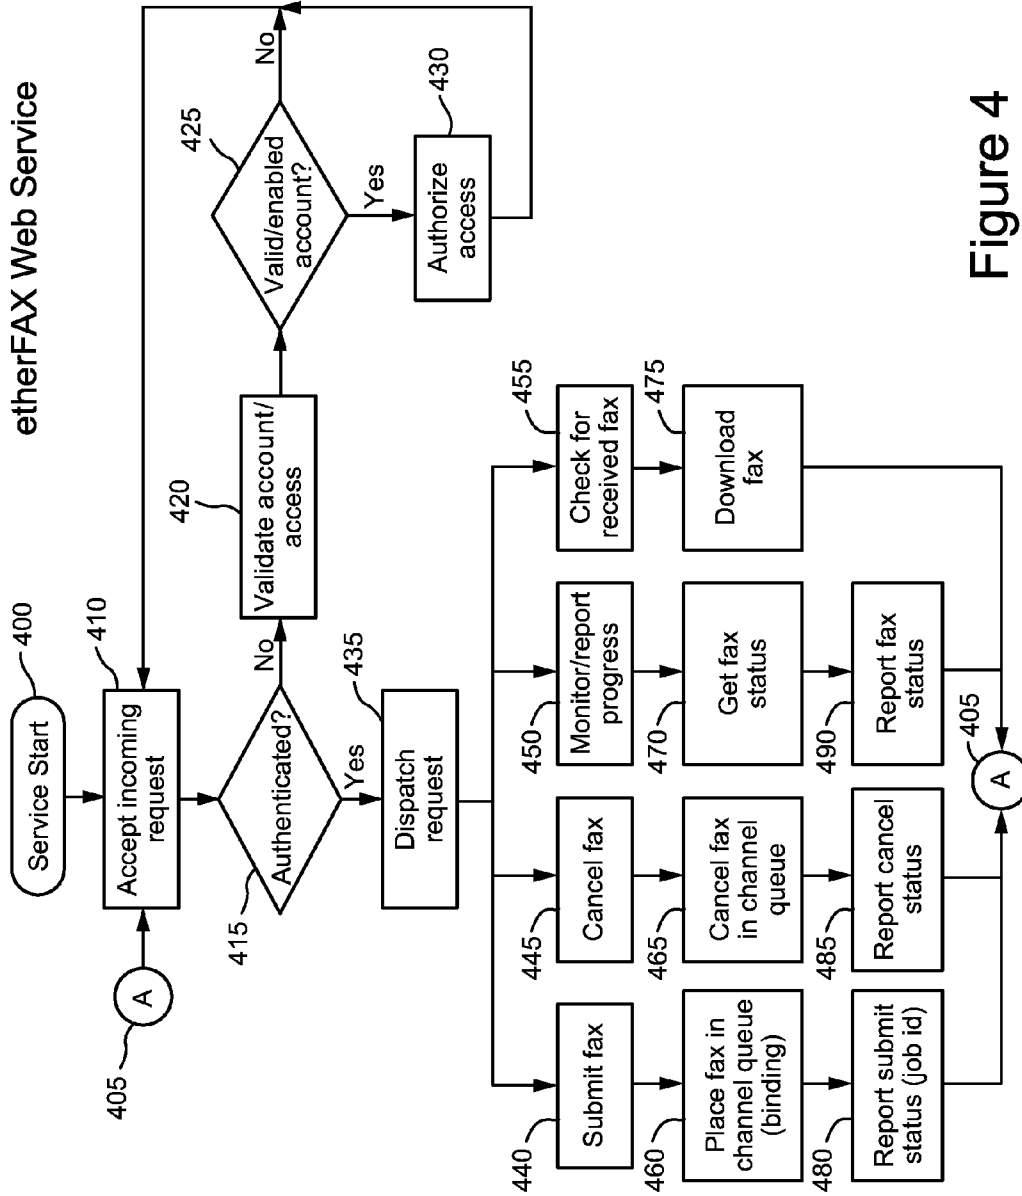 etherFAX Web Service
400
Service Start
405
A
410
Accept incoming
request
415
Authenticated?
No
Yes
420
Validate account/
access
425
Valid/enabled
account?
No
Yes
430
Authorize
access
435
Dispatch
request
440
Submit fax
445
Cancel fax
450
Monitor/report
progress
455
Check for
received fax
460
Place fax in
channel queue
(binding)
465
Cancel fax
in channel
queue
470
Get fax
status
475
Download
fax
480
Report submit
status (job id)
485
Report cancel
status
490
Report fax
status
405
A
Figure 4